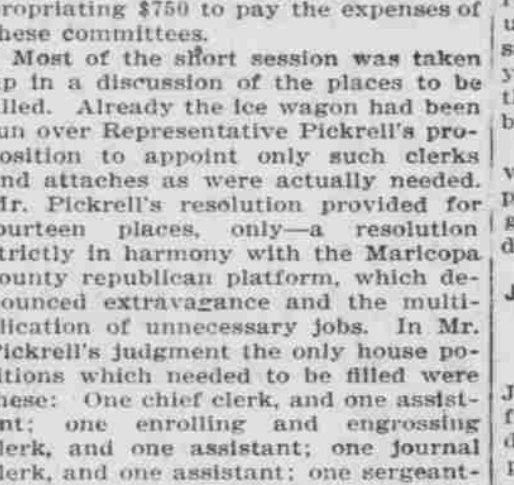 ropriating $750 to pay the expenses of
hese committees.
Most of the short session was taken
p in a discussion of the places to be
lled. Already the ice wagon had been
un over Representative Pickrell's pro-
osition to appoint only such clerks
nd attaches as were actually needed.
Mr. Pickrell's resolution provided for
ourteen places, only—a resolution
trictly in harmony with the Maricopa
ounty republican platform, which de-
ounced extravagance and the multi-
lication of unnecessary jobs. In Mr.
Pickrell's judgment the only house po-
itions which needed to be filled were
hese: One chief clerk, and one assist-
nt; one enrolling and engrossing
lerk, and one assistant; one journal
lerk, and one assistant; one sergeant-